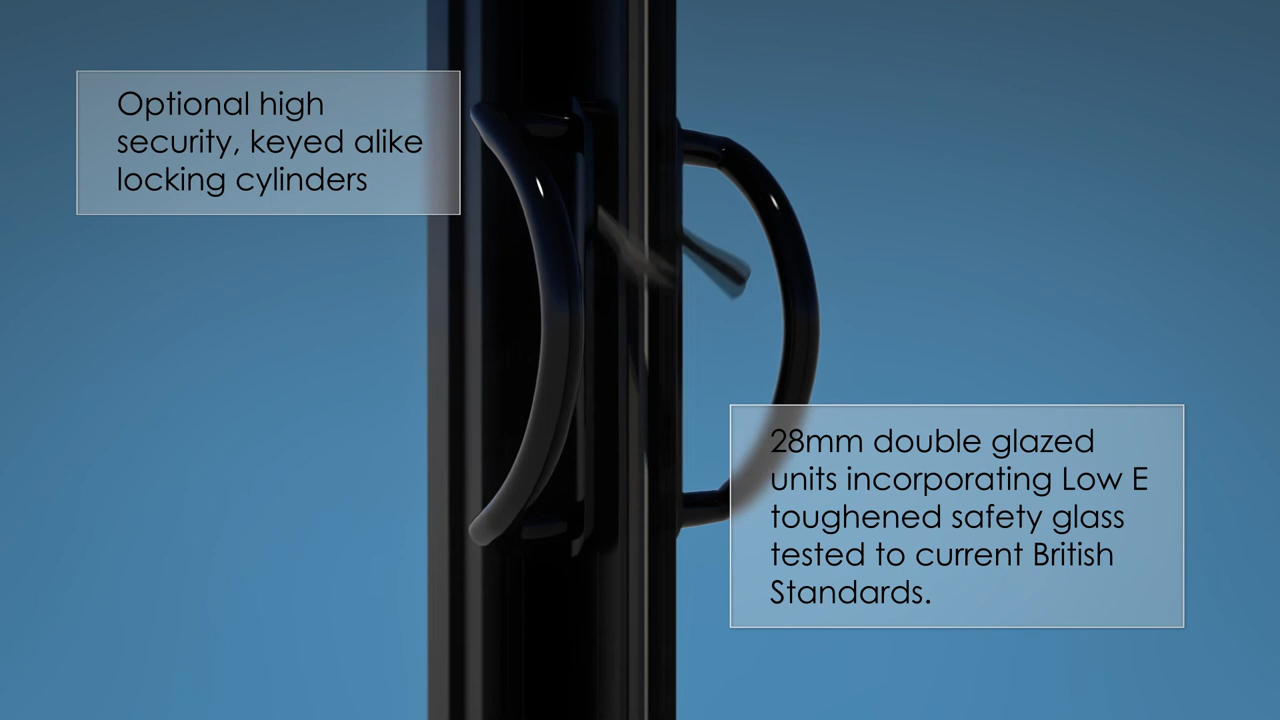 Optional high
security, keyed alike
locking cylinders
28mm double glazed
units incorporating Low E
toughened safety glass
tested to current British
Standards.